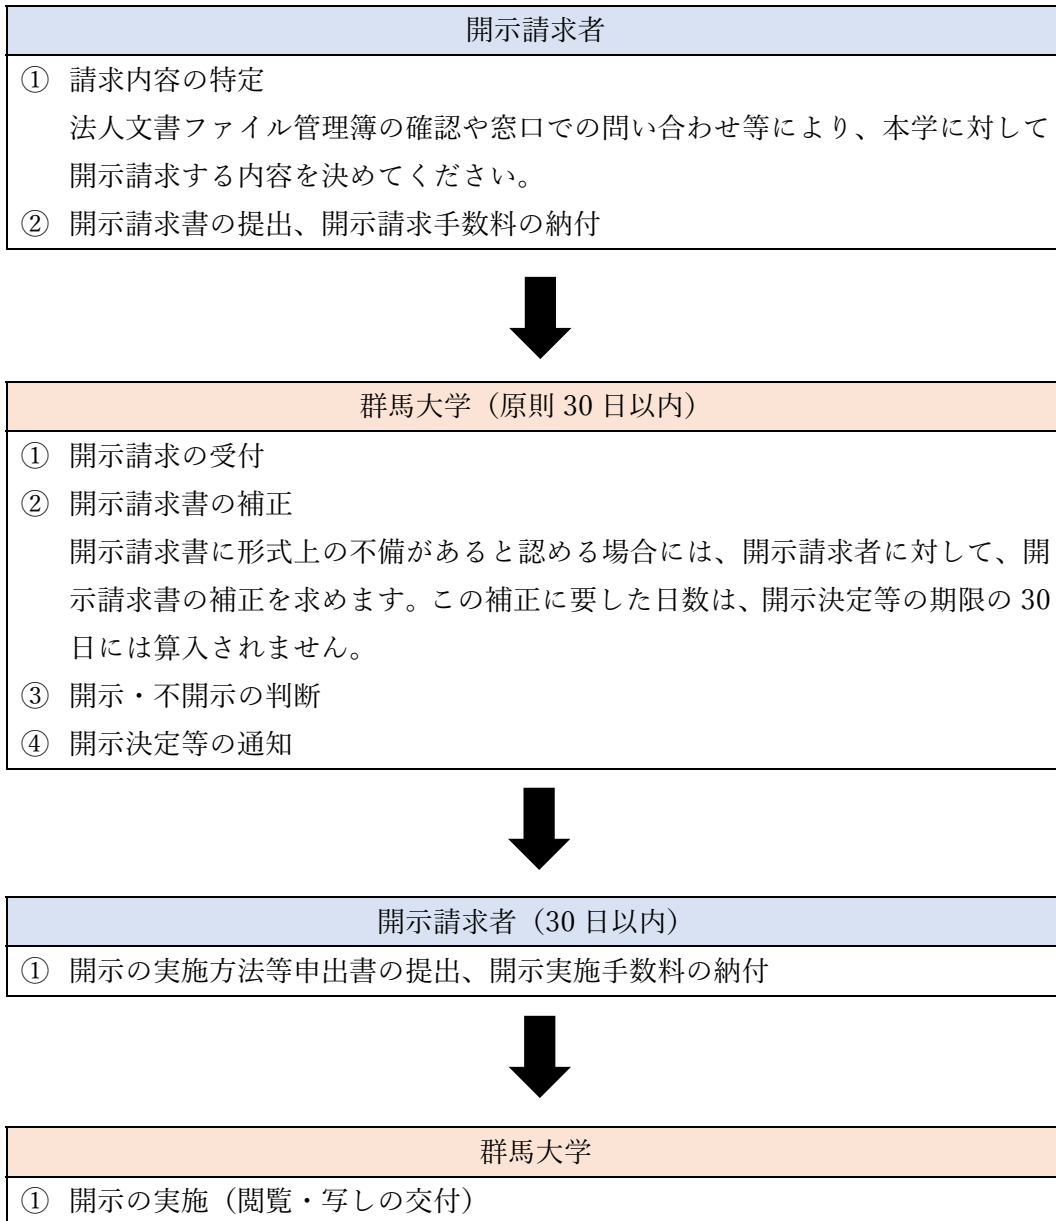 開示請求者
① 請求内容の特定
法人文書ファイル管理簿の確認や窓口での問い合わせ等により、本学に対して
開示請求する内容を決めてください。
② 開示請求書の提出、開示請求手数料の納付
群馬大学（原則 30 日以内）
① 開示請求の受付
② 開示請求書の補正
開示請求書に形式上の不備があると認める場合には、開示請求者に対して、開
示請求書の補正を求めます。この補正に要した日数は、開示決定等の期限の 30
日には算入されません。
③ 開示・不開示の判断
④ 開示決定等の通知
開示請求者（30 日以内）
① 開示の実施方法等申出書の提出、開示実施手数料の納付
群馬大学
① 開示の実施（閲覧・写しの交付）